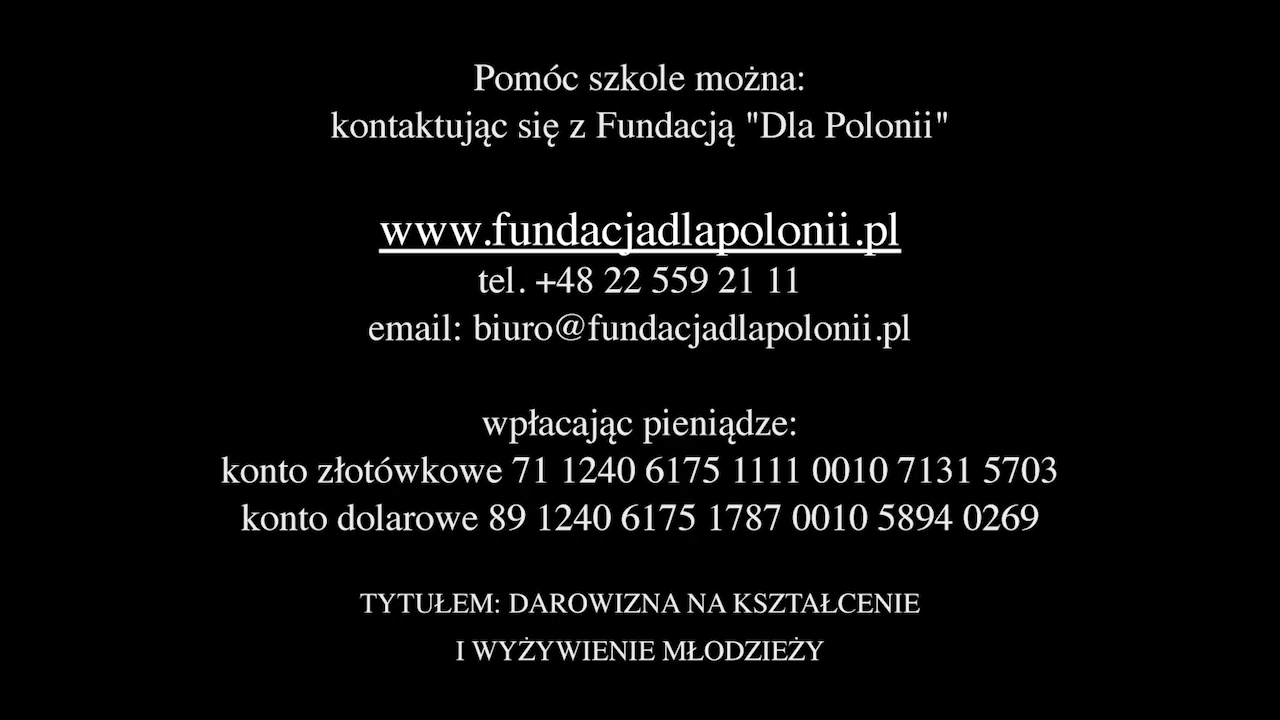 Pomóc szkole można:
kontaktując się z Fundacją "Dla Polonii"
www.fundacjadlapolonii.pl
tel. +48 22 559 21 11
email: biuro@fundacjadlapolonii.pl
wpłacając pieniądze:
konto złotówkowe 71 1240 6175 1111 0010 7131 5703
konto dolarowe 89 1240 6175 1787 0010 5894 0269
TYTUŁEM: DAROWIZNA NA KSZTAŁCENIE
I WYŻYWIENIE MŁODZIEŻY